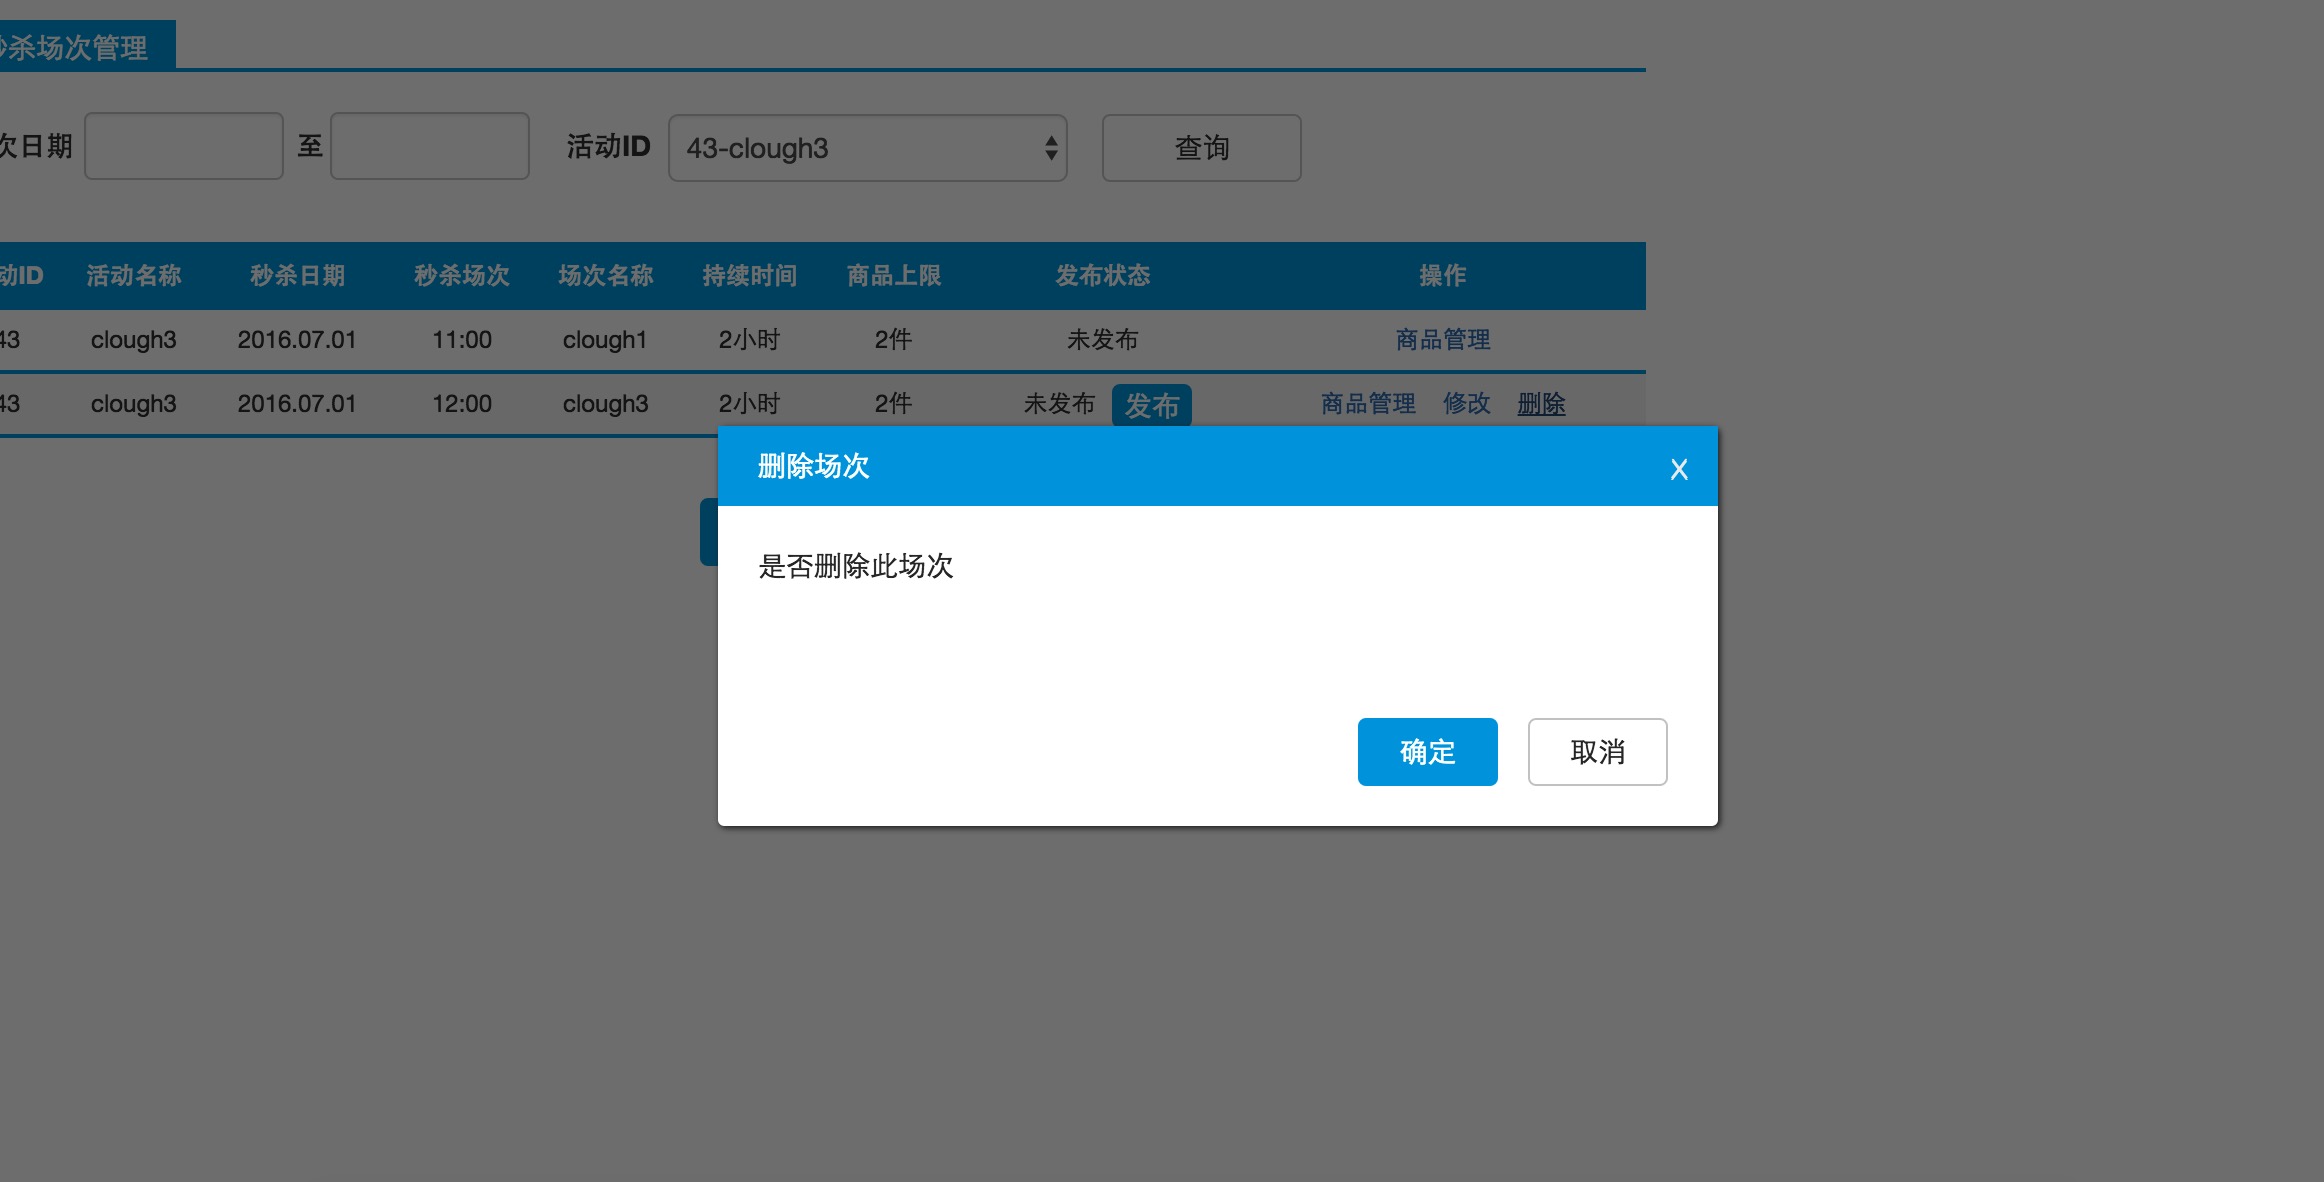 杀场次管理
次日期 至 活动ID 43-clough3 查询
动ID 活动名称 秒杀日期 秒杀场次 场次名称 持续时间 商品上限 发布状态 操作
43 clough3 2016.07.01 11:00 clough1 2小时 2件 未发布 商品管理
43 clough3 2016.07.01 12:00 clough3 2小时 2件 未发布 发布 商品管理 修改 删除
删除场次 X
是否删除此场次
确定 取消